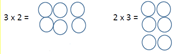 3 x 2 =
2 x 3 =